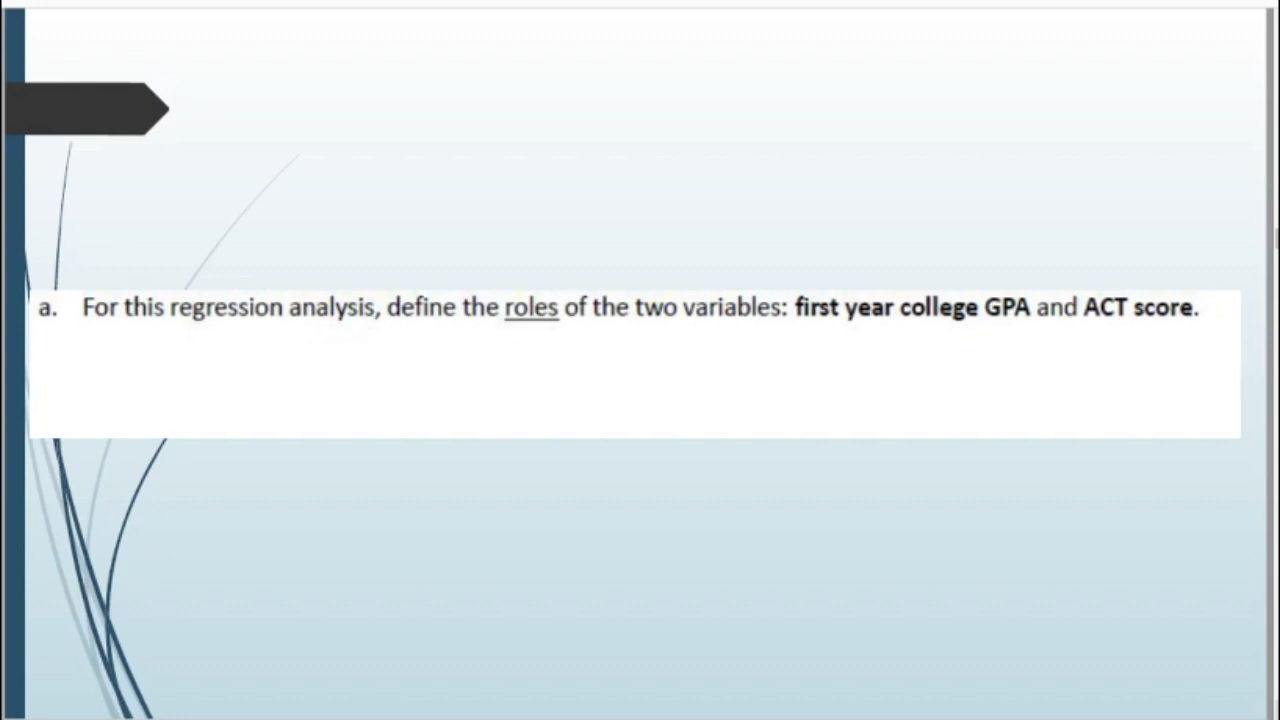 a. For this regression analysis, define the roles of the two variables: first year college GPA and ACT score.